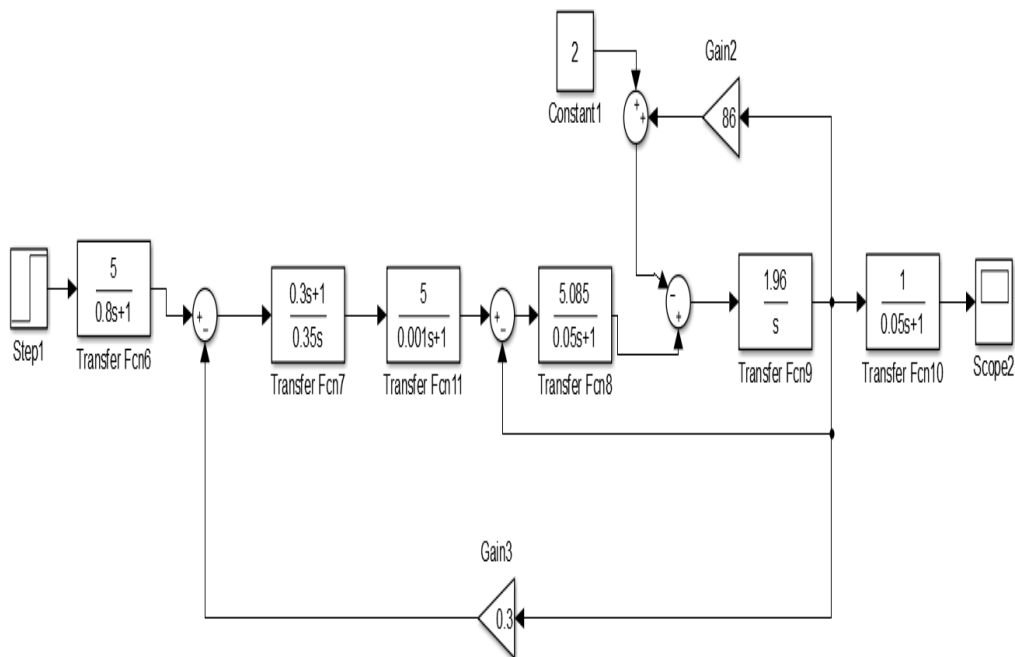 2
Constant1
+
+
Gain2
86
Step1
5
0.8s+1
Transfer Fcn6
+
-
0.3s+1
0.35s
Transfer Fcn7
5
0.001s+1
Transfer Fcn11
+
-
5.085
0.05s+1
Transfer Fcn8
-
+
1.96
s
Transfer Fcn9
1
0.05s+1
Transfer Fcn10
Scope2
Gain3
0.3